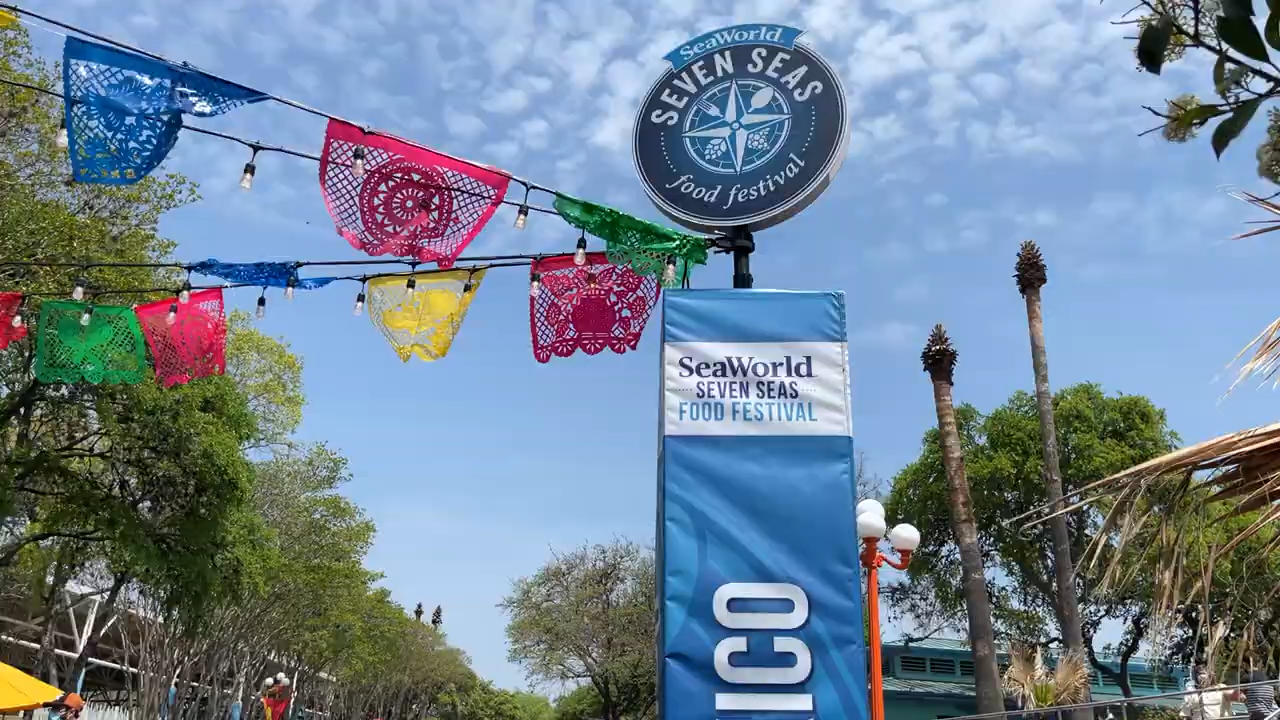 SeaWorld.
SEVEN SEAS
food festival
SeaWorld
SEVEN SEAS
FOOD FESTIVAL
ICO